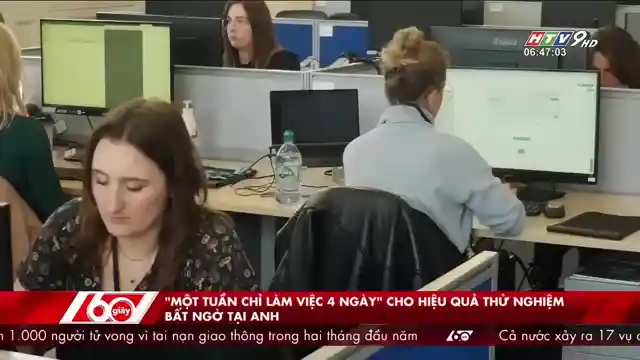 HTV9 HD
06:47:03
60 giây
"MỘT TUẦN CHỈ LÀM VIỆC 4 NGÀY" CHO HIỆU QUẢ THỬ NGHIỆM
BẤT NGỜ TẠI ANH
1.000 người tử vong vì tai nạn giao thông trong hai tháng đầu năm 60 Cả nước xảy ra 17 vụ